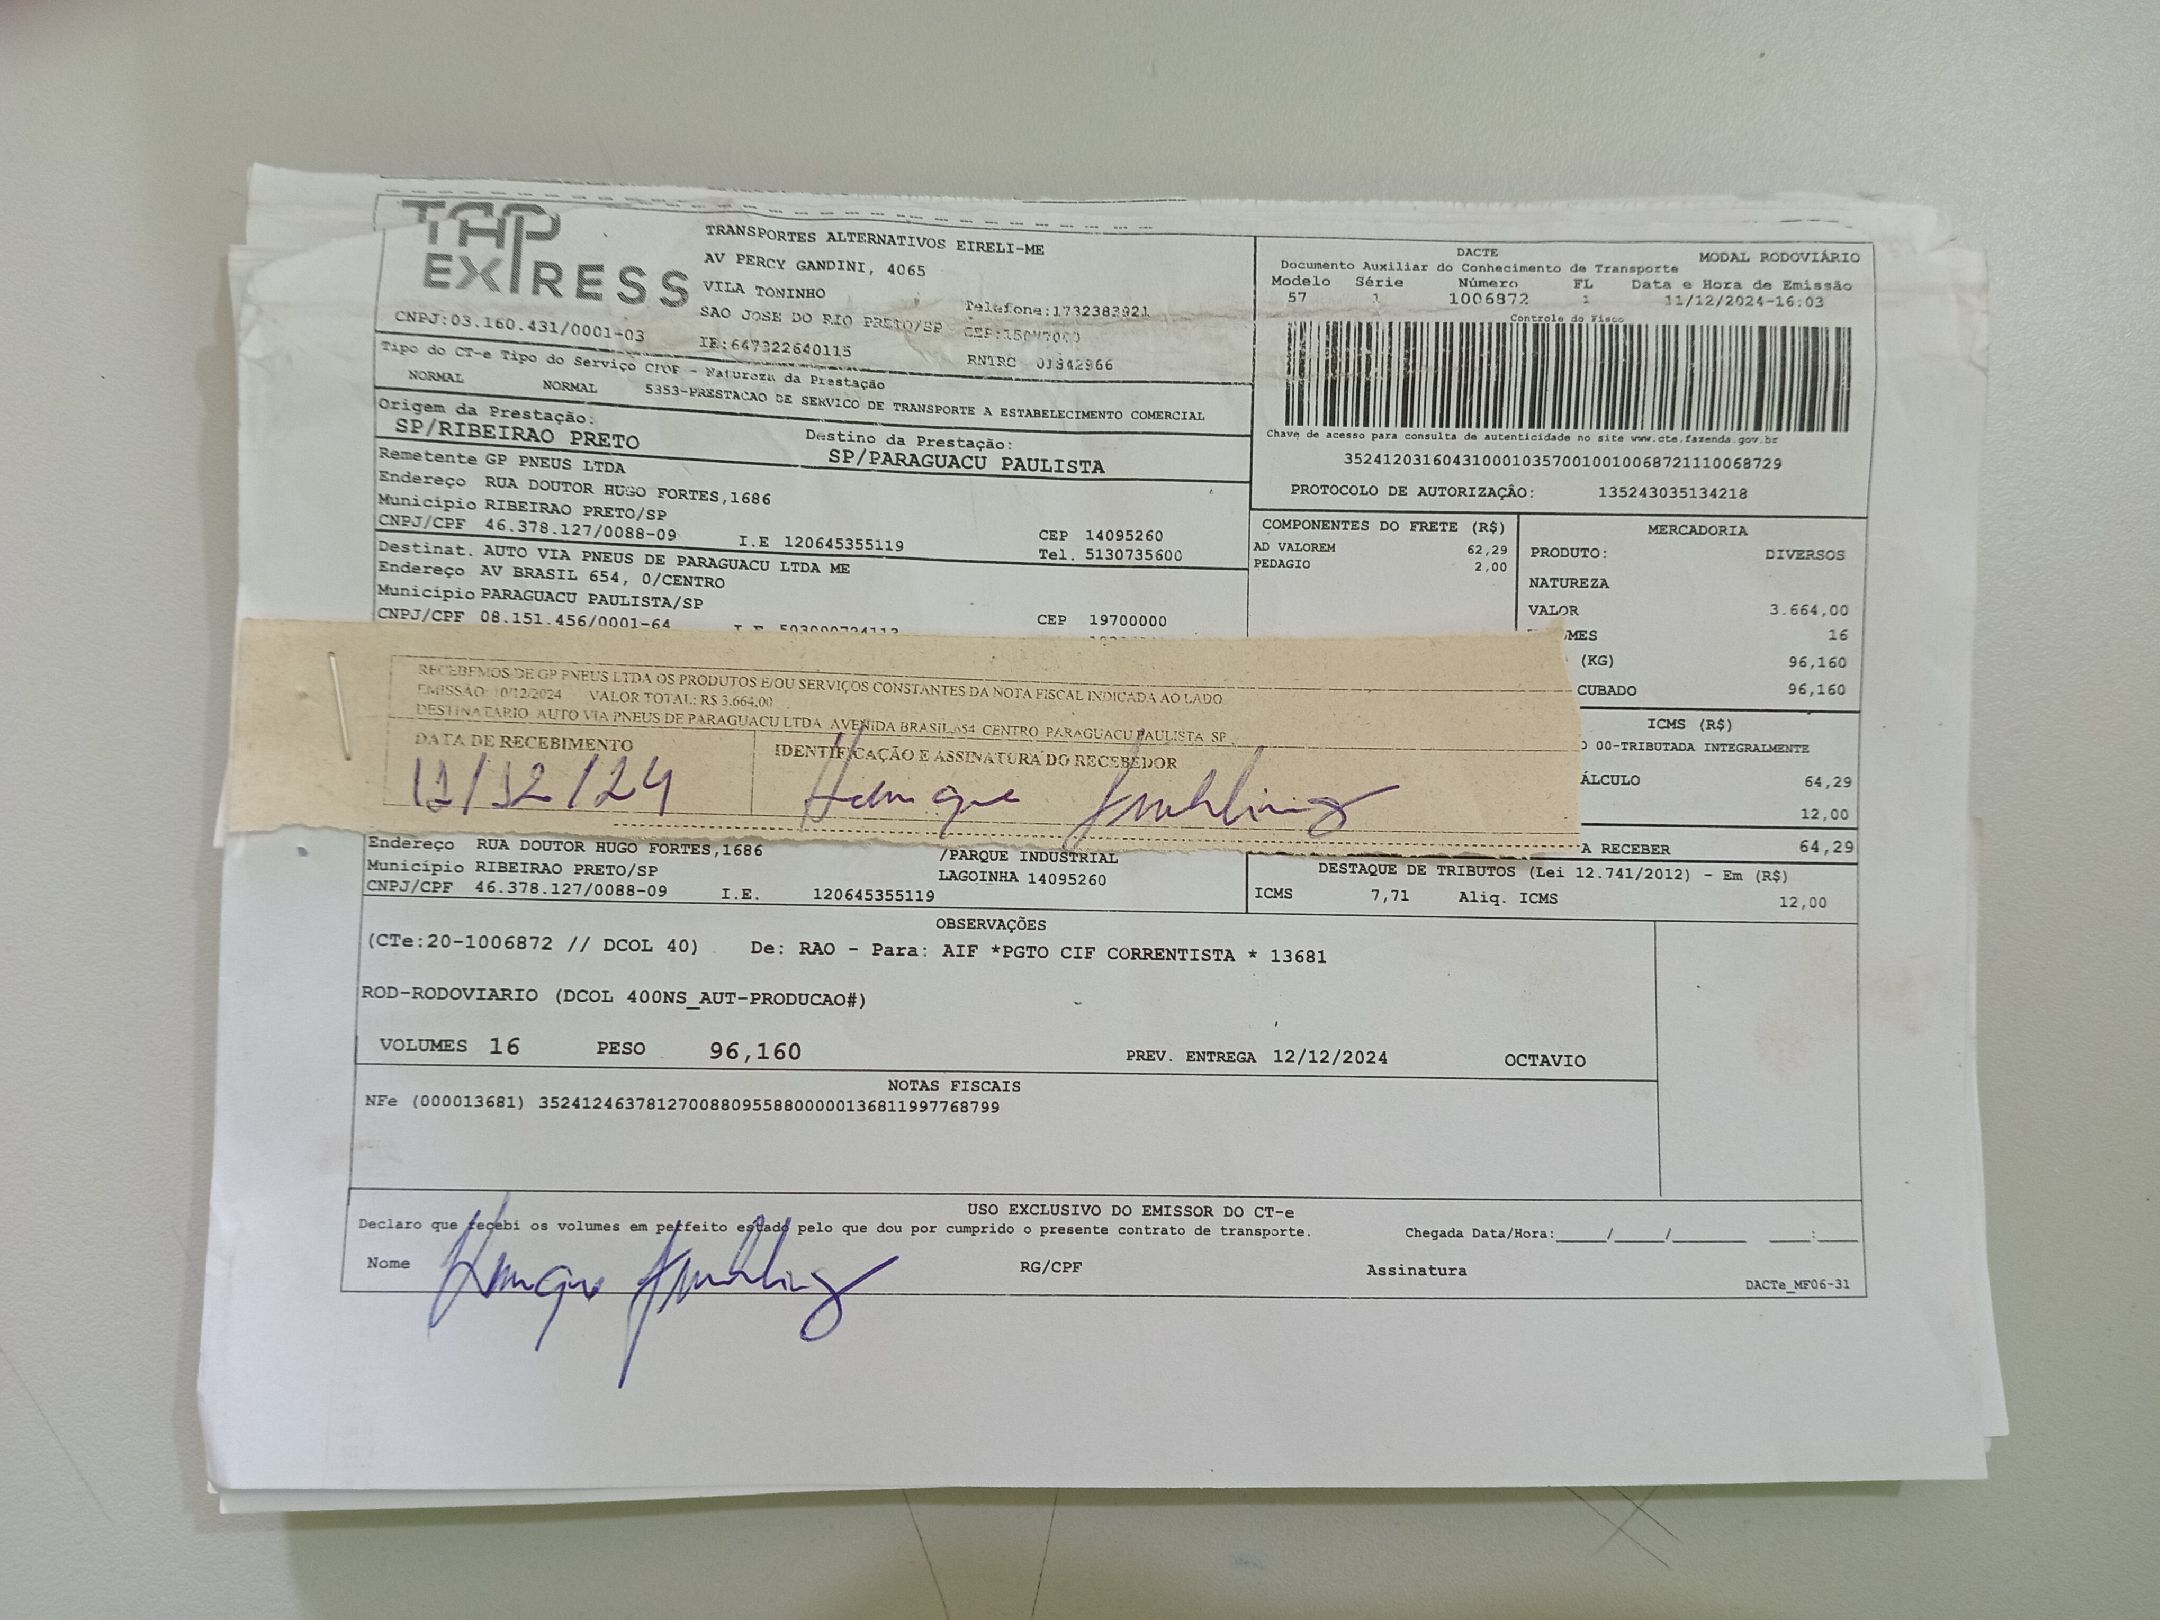 TAP EXPRESS
TRANSPORTES ALTERNATIVOS EIRELI-ME
AV PERCY GANDINI, 4065
VILA TONINHO
SAO JOSE DO RIO PRETO/SP
Telefone:1732383921
CNPJ:03.160.431/0001-03
IE:647322640115
RNTRC
DACTE
MODAL RODOVIÁRIO
Documento Auxiliar do Conhecimento de Transporte
Modelo Série Número FL Data e Hora de Emissão
57 1 1006872 1 11/12/2024-16:03
Controle do Fisco
Chave de acesso para consulta de autenticidade no site www.cte.fazenda.gov.br
35241203160431000103570010010068721110068729
PROTOCOLO DE AUTORIZAÇÃO: 135243035134218
Tipo do CT-e Tipo do Serviço CFOP - Natureza da Prestação
NORMAL NORMAL 5353-PRESTACAO DE SERVICO DE TRANSPORTE A ESTABELECIMENTO COMERCIAL
Origem da Prestação:
SP/RIBEIRAO PRETO
Destino da Prestação:
SP/PARAGUACU PAULISTA
Remetente GP PNEUS LTDA
Endereço RUA DOUTOR HUGO FORTES,1686
Município RIBEIRAO PRETO/SP
CEP 14095260
CNPJ/CPF 46.378.127/0088-09 I.E 120645355119
Tel. 5130735600
Destinat. AUTO VIA PNEUS DE PARAGUACU LTDA ME
Endereço AV BRASIL 654, 0/CENTRO
Município PARAGUACU PAULISTA/SP
CEP 19700000
CNPJ/CPF 08.151.456/0001-64
COMPONENTES DO FRETE (R$)
AD VALOREM 62,29
PEDAGIO 2,00
MERCADORIA
PRODUTO: DIVERSOS
NATUREZA
VALOR 3.664,00
MES 16
(KG) 96,160
CUBADO 96,160
ICMS (R$)
00-TRIBUTADA INTEGRALMENTE
ÁLCULO 64,29
12,00
A RECEBER 64,29
RECEBEMOS DE GP PNEUS LTDA OS PRODUTOS E/OU SERVIÇOS CONSTANTES DA NOTA FISCAL INDICADA AO LADO
EMISSÃO: 10/12/2024 VALOR TOTAL: R$ 3.664,00
DESTINATÁRIO AUTO VIA PNEUS DE PARAGUACU LTDA AVENIDA BRASIL,654 CENTRO PARAGUACU PAULISTA SP
DATA DE RECEBIMENTO
IDENTIFICAÇÃO E ASSINATURA DO RECEBEDOR
12/12/24
Henrique
Endereço RUA DOUTOR HUGO FORTES,1686
/PARQUE INDUSTRIAL
Município RIBEIRAO PRETO/SP
LAGOINHA 14095260
CNPJ/CPF 46.378.127/0088-09 I.E. 120645355119
DESTAQUE DE TRIBUTOS (Lei 12.741/2012) - Em (R$)
ICMS 7,71 Aliq. ICMS 12,00
OBSERVAÇÕES
(CTe:20-1006872 // DCOL 40) De: RAO - Para: AIF *PGTO CIF CORRENTISTA * 13681
ROD-RODOVIARIO (DCOL 400NS_AUT-PRODUCAO#)
VOLUMES 16 PESO 96,160 PREV. ENTREGA 12/12/2024 OCTAVIO
NOTAS FISCAIS
NFe (000013681) 35241246378127008809558800000136811997768799
USO EXCLUSIVO DO EMISSOR DO CT-e
Declaro que recebi os volumes em perfeito estado pelo que dou por cumprido o presente contrato de transporte.
Chegada Data/Hora:_____/_____/_______ ____:____
Nome Henrique
RG/CPF
Assinatura
DACTe_MF06-31